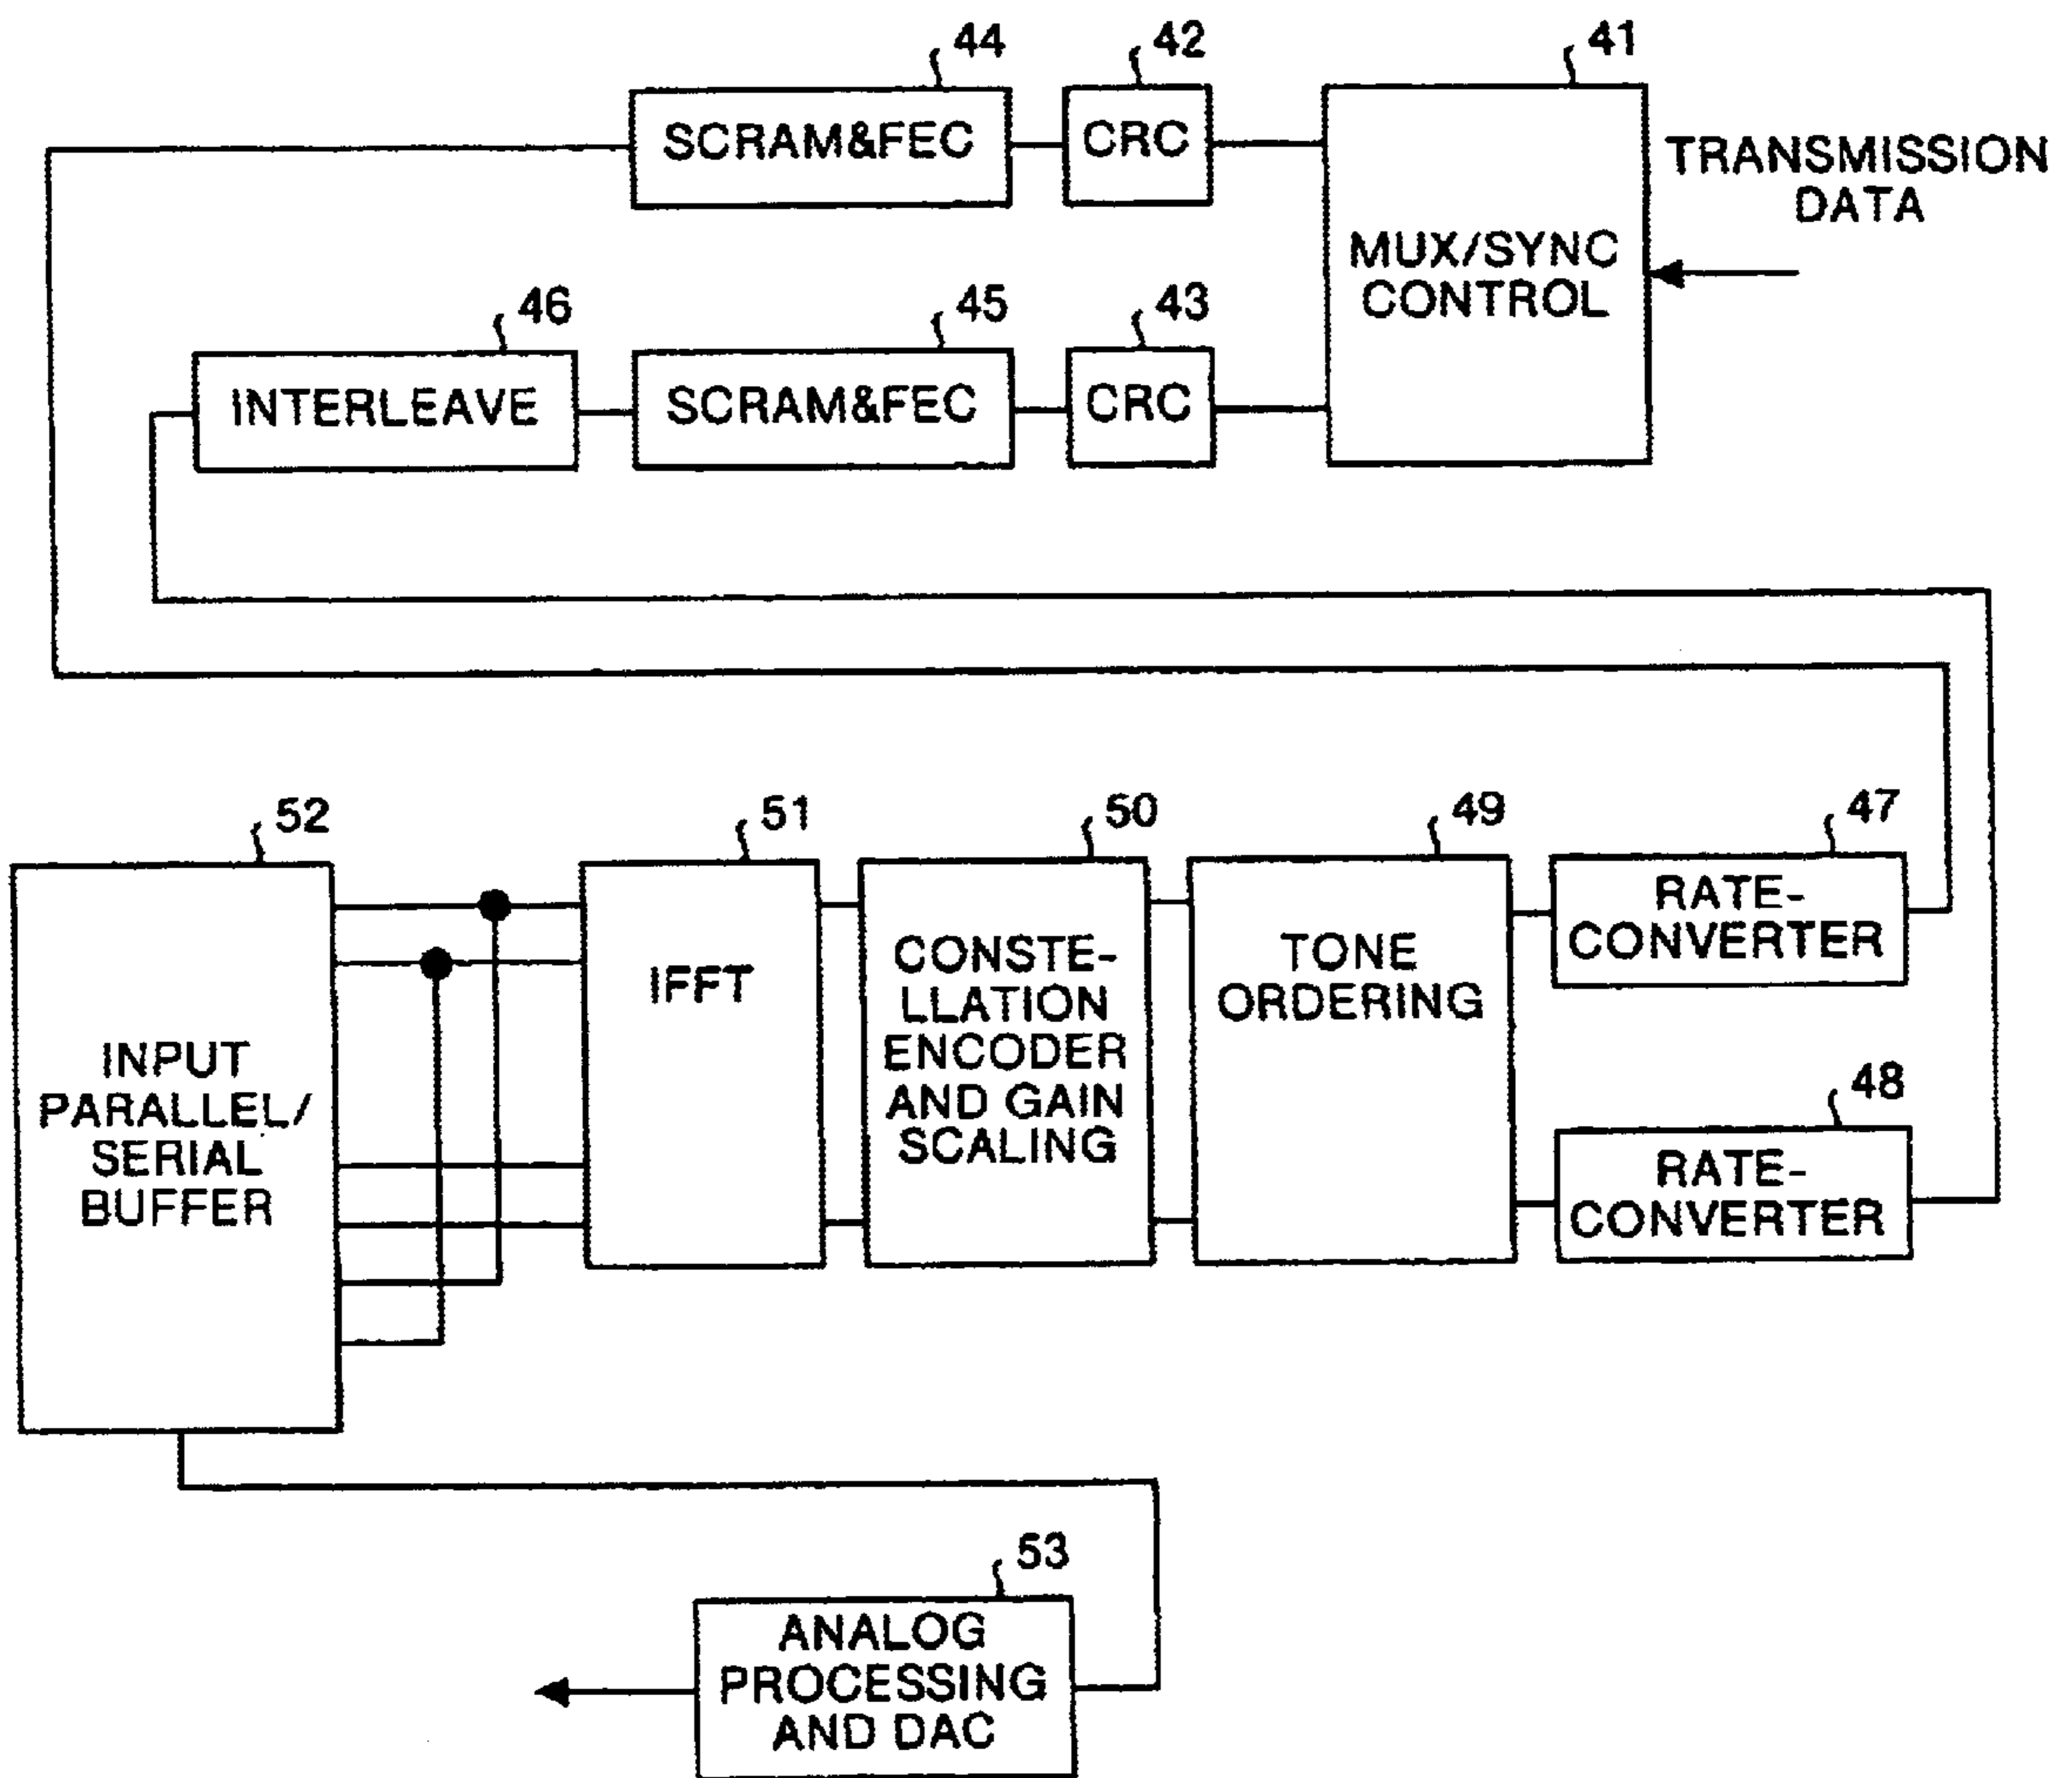 44
42
41
SCRAM&FEC
CRC
TRANSMISSION
DATA
MUX/SYNC
CONTROL
46
45
43
INTERLEAVE
SCRAM&FEC
CRC
52
51
50
49
47
INPUT
PARALLEL/
SERIAL
BUFFER
IFFT
CONSTE-
LLATION
ENCODER
AND GAIN
SCALING
TONE
ORDERING
RATE-
CONVERTER
48
RATE-
CONVERTER
53
ANALOG
PROCESSING
AND DAC